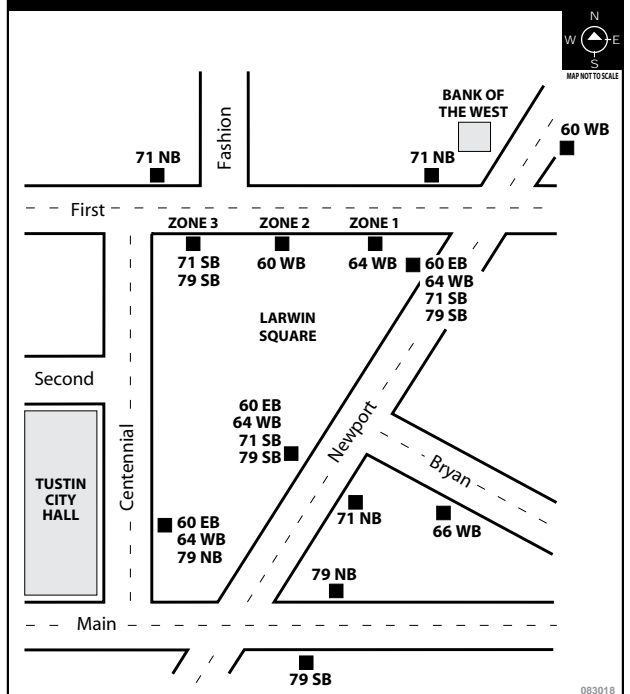 N
W E
S
MAP NOT TO SCALE
BANK OF
THE WEST
60 WB
71 NB
Fashion
71 NB
First
ZONE 3
ZONE 2
ZONE 1
71 SB
79 SB
60 WB
64 WB
60 EB
64 WB
71 SB
79 SB
LARWIN
SQUARE
Second
60 EB
64 WB
71 SB
79 SB
Newport
Bryan
Centennial
TUSTIN
CITY
HALL
60 EB
64 WB
79 NB
71 NB
66 WB
79 NB
Main
79 SB
083018